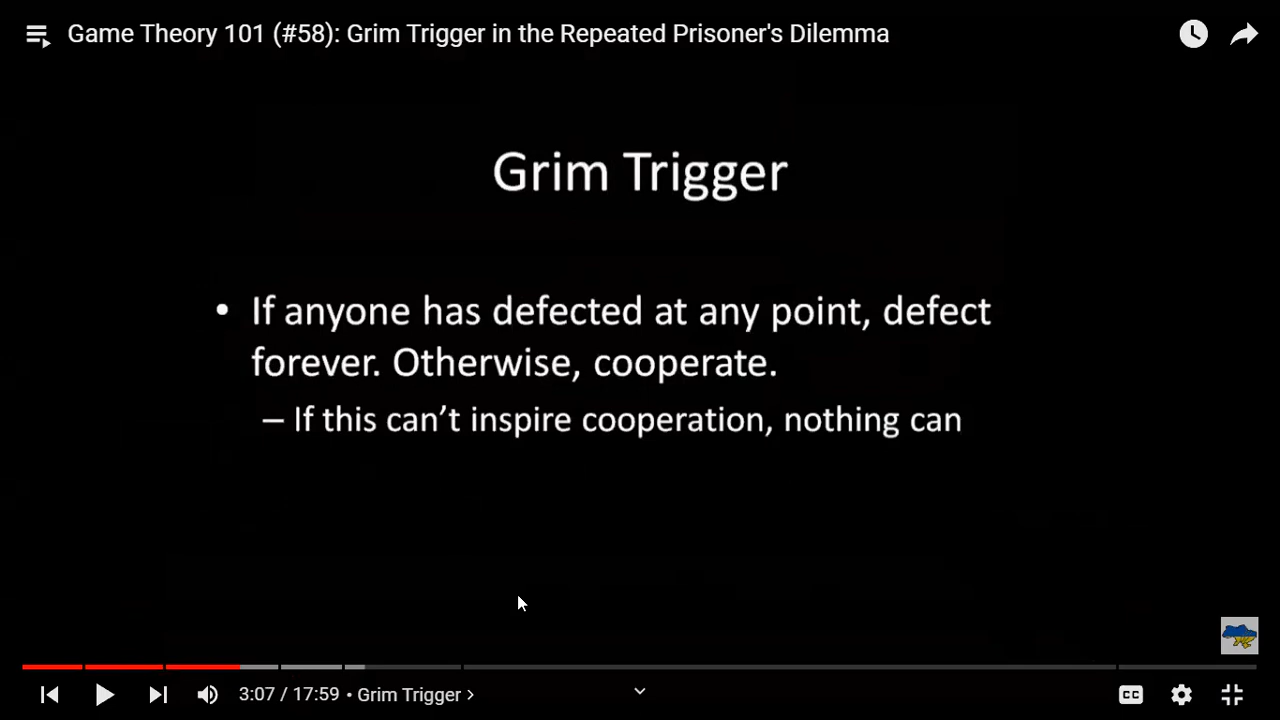 Game Theory 101 (#58): Grim Trigger in the Repeated Prisoner's Dilemma
Grim Trigger
• If anyone has defected at any point, defect
forever. Otherwise, cooperate.
– If this can’t inspire cooperation, nothing can
3:07 / 17:59 • Grim Trigger ›
CC